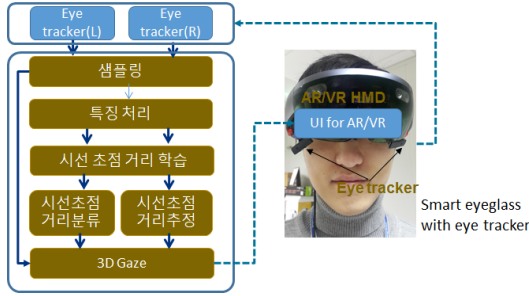 Eye
tracker(L)
Eye
tracker(R)
샘플링
특징 처리
시선 초점 거리 학습
시선초점
거리분류
시선초점
거리추정
3D Gaze
AR/VR HMD
UI for AR/VR
Eye tracker
Smart eyeglass
with eye tracker